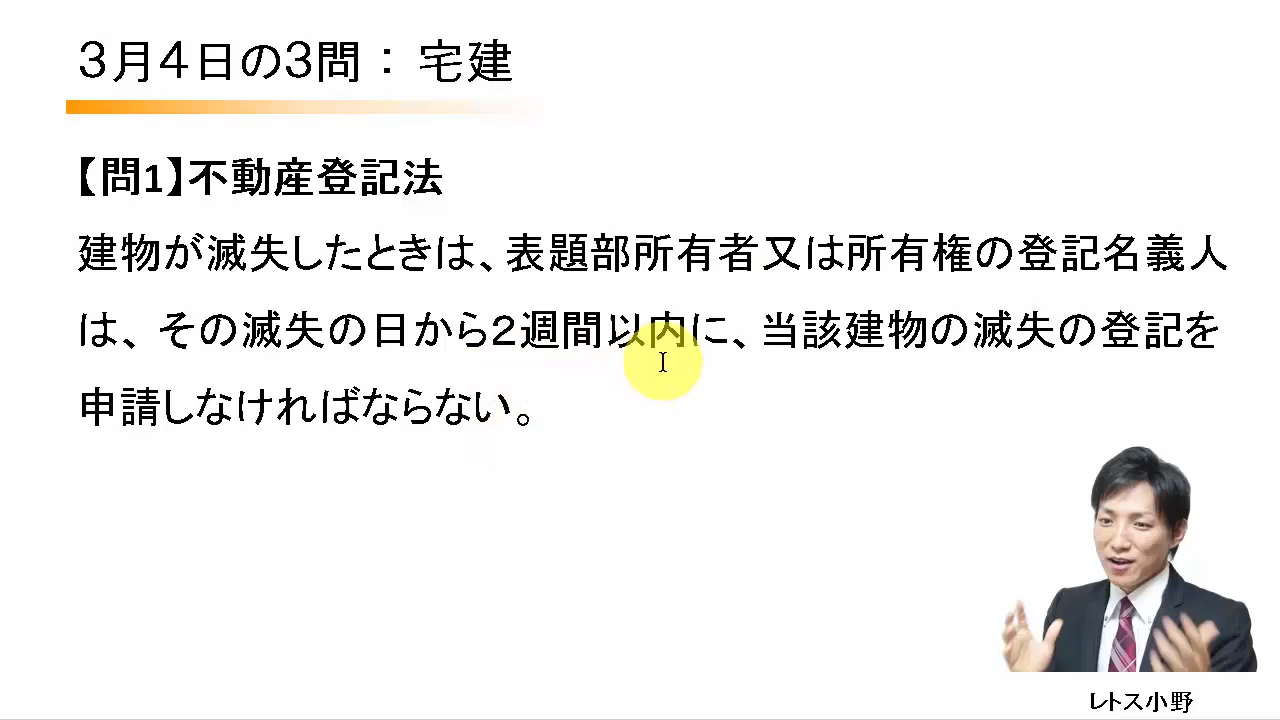 3月4日の3問： 宅建
【問1】不動産登記法
建物が滅失したときは、表題部所有者又は所有権の登記名義人
は、その滅失の日から２週間以内に、当該建物の滅失の登記を
申請しなければならない。
レトス小野